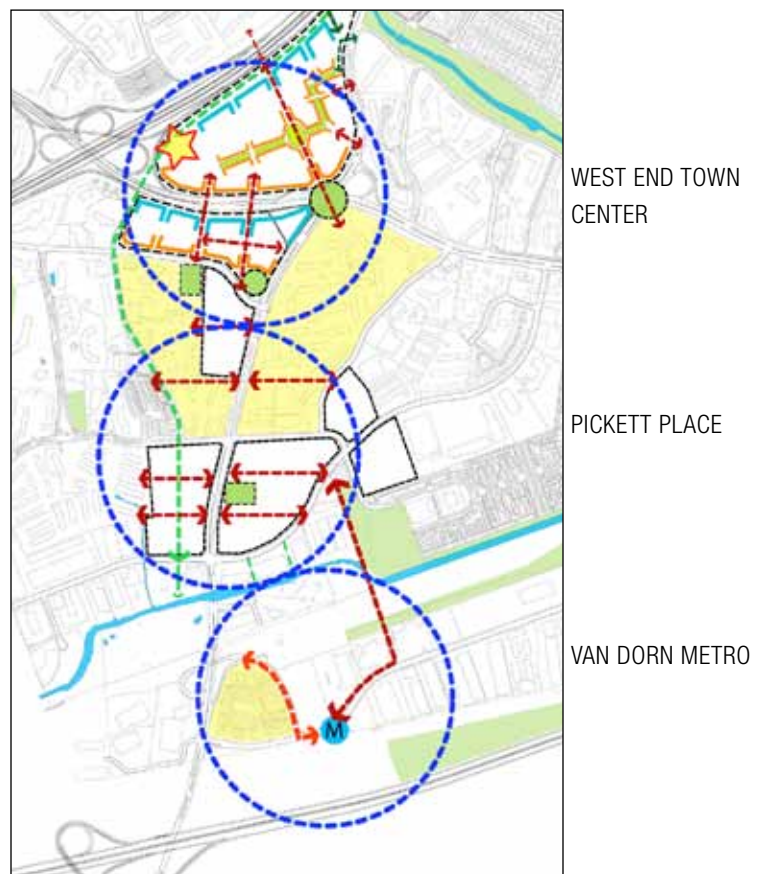 WEST END TOWN
CENTER
PICKETT PLACE
VAN DORN METRO
M